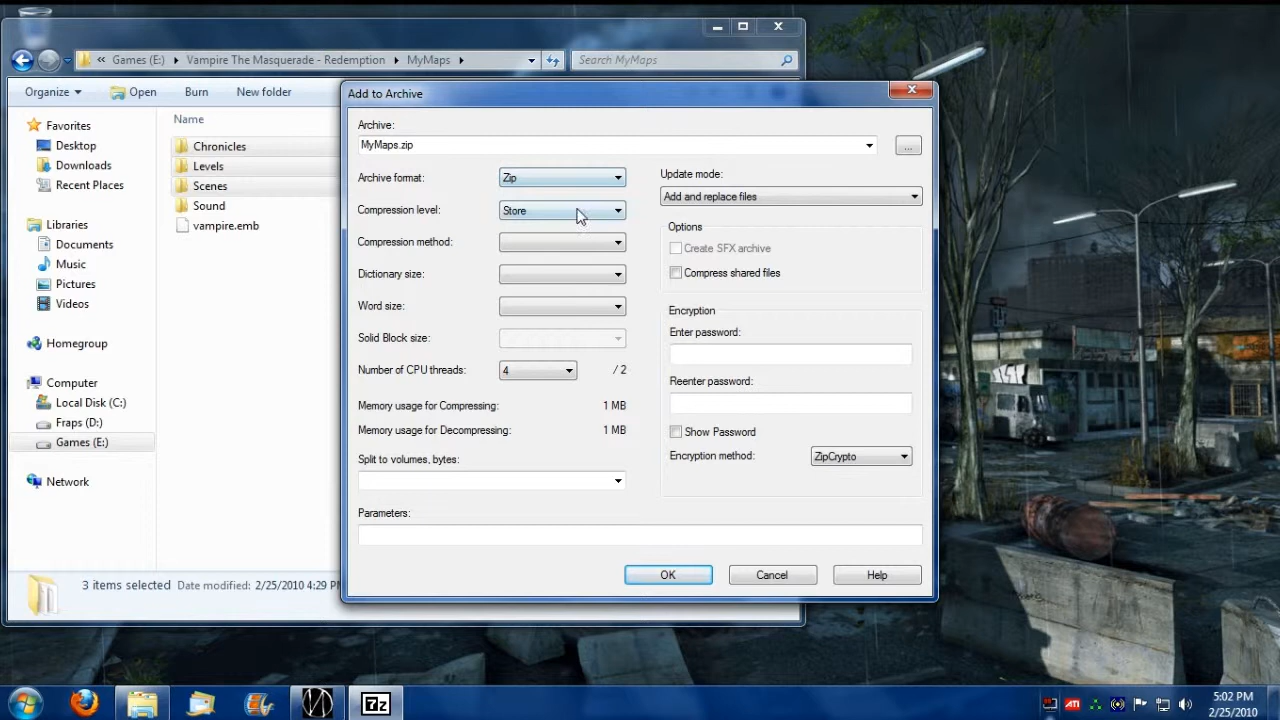 « Games (E:) ▸ Vampire The Masquerade - Redemption ▸ MyMaps ▸
Search MyMaps
Organize
Open
Burn
New folder
Favorites
Desktop
Downloads
Recent Places
Libraries
Documents
Music
Pictures
Videos
Homegroup
Computer
Local Disk (C:)
Fraps (D:)
Games (E:)
Network
Name
Chronicles
Levels
Scenes
Sound
vampire.emb
3 items selected Date modified: 2/25/2010 4:29 P
Add to Archive
Archive:
MyMaps.zip
...
Archive format: Zip
Compression level: Store
Compression method:
Dictionary size:
Word size:
Solid Block size:
Number of CPU threads: 4 / 2
Memory usage for Compressing: 1 MB
Memory usage for Decompressing: 1 MB
Split to volumes, bytes:
Parameters:
Update mode:
Add and replace files
Options
Create SFX archive
Compress shared files
Encryption
Enter password:
Reenter password:
Show Password
Encryption method: ZipCrypto
OK
Cancel
Help
7z
ATI
5:02 PM
2/25/2010